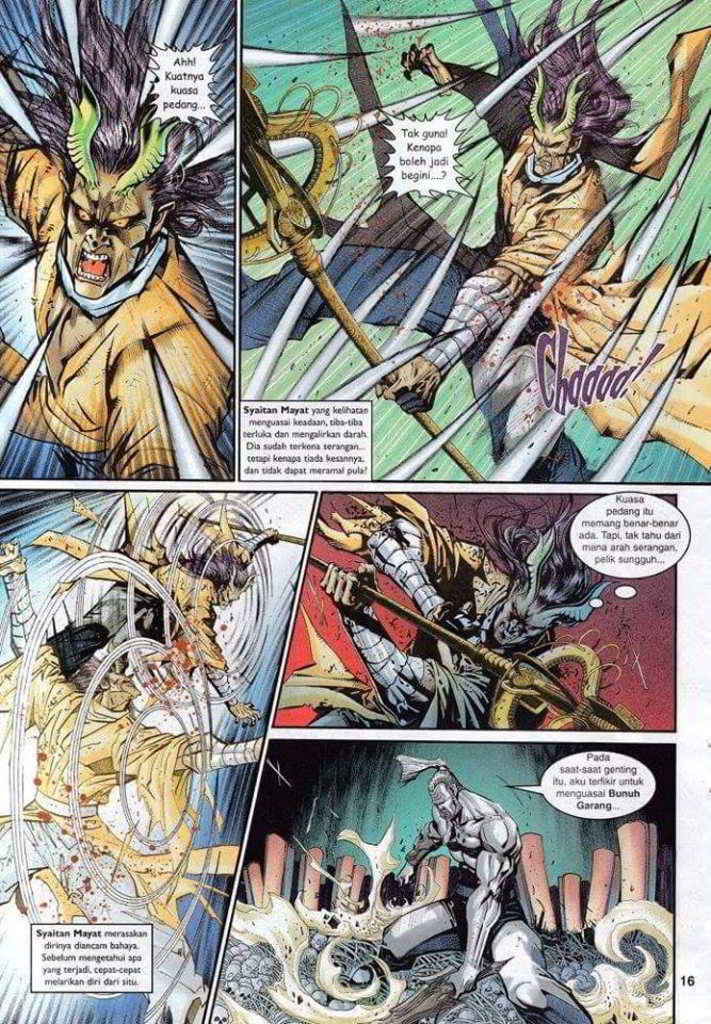 Ahh!
Kuatnya
kuasa
pedang...
Tak guna!
Kenapa
boleh jadi
begini....?
Chaaaa!
Syaitan Mayat yang kelihatan
menguasai keadaan, tiba-tiba
terluka dan mengalirkan darah.
Dia sudah terkena serangan...
tetapi kenapa tiada kesannya,
dan tidak dapat meramal pula!
Kuasa
pedang itu
memang benar-benar
ada. Tapi, tak tahu dari
mana arah serangan,
pelik sungguh...
Syaitan Mayat merasakan
dirinya diancam bahaya.
Sebelum mengetahui apa
yang terjadi, cepat-cepat
melarikan diri dari situ.
Pada
saat-saat genting
itu, aku terfikir untuk
menguasai Bunuh
Garang...
16